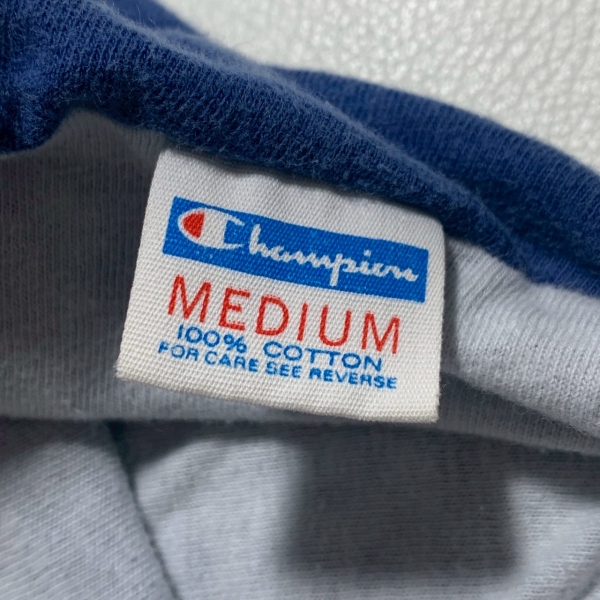 Champion
MEDIUM
100% COTTON
FOR CARE SEE REVERSE